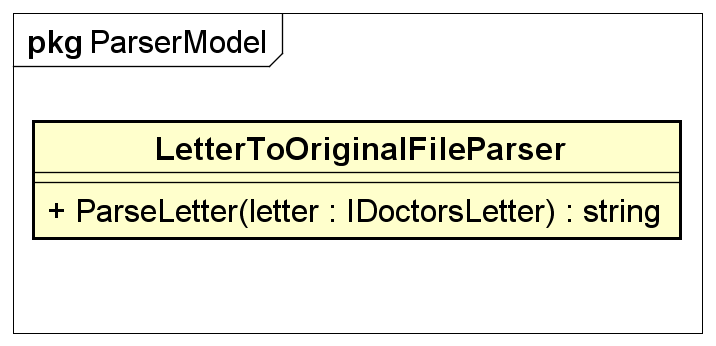 pkg ParserModel
LetterToOriginalFileParser
+ ParseLetter(letter : IDoctorsLetter) : string